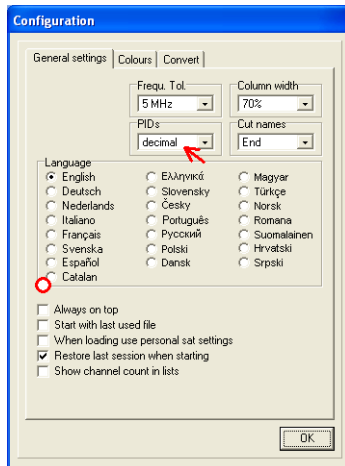 Configuration
General settings Colours Convert
Frequ. Tol. Column width
5 MHz 70%
PIDs Cut names
decimal End
Language
English Ελληνικά Magyar
Deutsch Slovensky Türkçe
Nederlands Česky Norsk
Italiano Português Romana
Français Русский Suomalainen
Svenska Polski Hrvatski
Español Dansk Srpski
Catalan
Always on top
Start with last used file
When loading use personal sat settings
Restore last session when starting
Show channel count in lists
OK